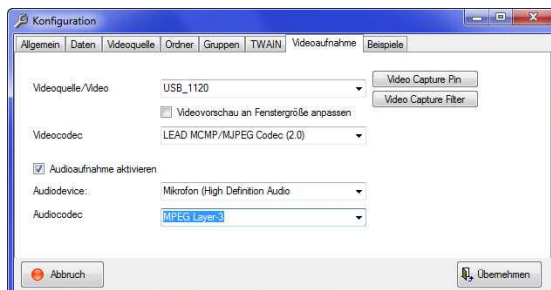 Konfiguration
Allgemein Daten Videoquelle Ordner Gruppen TWAIN Videoaufnahme Beispiele
Videoquelle/Video USB_1120 Video Capture Pin
Videovorschau an Fenstergröße anpassen Video Capture Filter
Videocodec LEAD MCMP/MJPEG Codec (2.0)
Audioaufnahme aktivieren
Audiodevice: Mikrofon (High Definition Audio
Audiocodec MPEG Layer-3
Abbruch Übernehmen